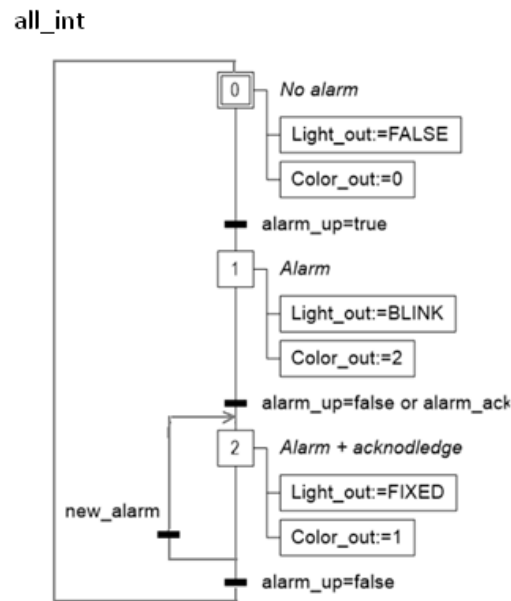 all_int
0
No alarm
Light_out:=FALSE
Color_out:=0
alarm_up=true
1
Alarm
Light_out:=BLINK
Color_out:=2
alarm_up=false or alarm_ack
2
Alarm + acknodledge
Light_out:=FIXED
new_alarm
Color_out:=1
alarm_up=false